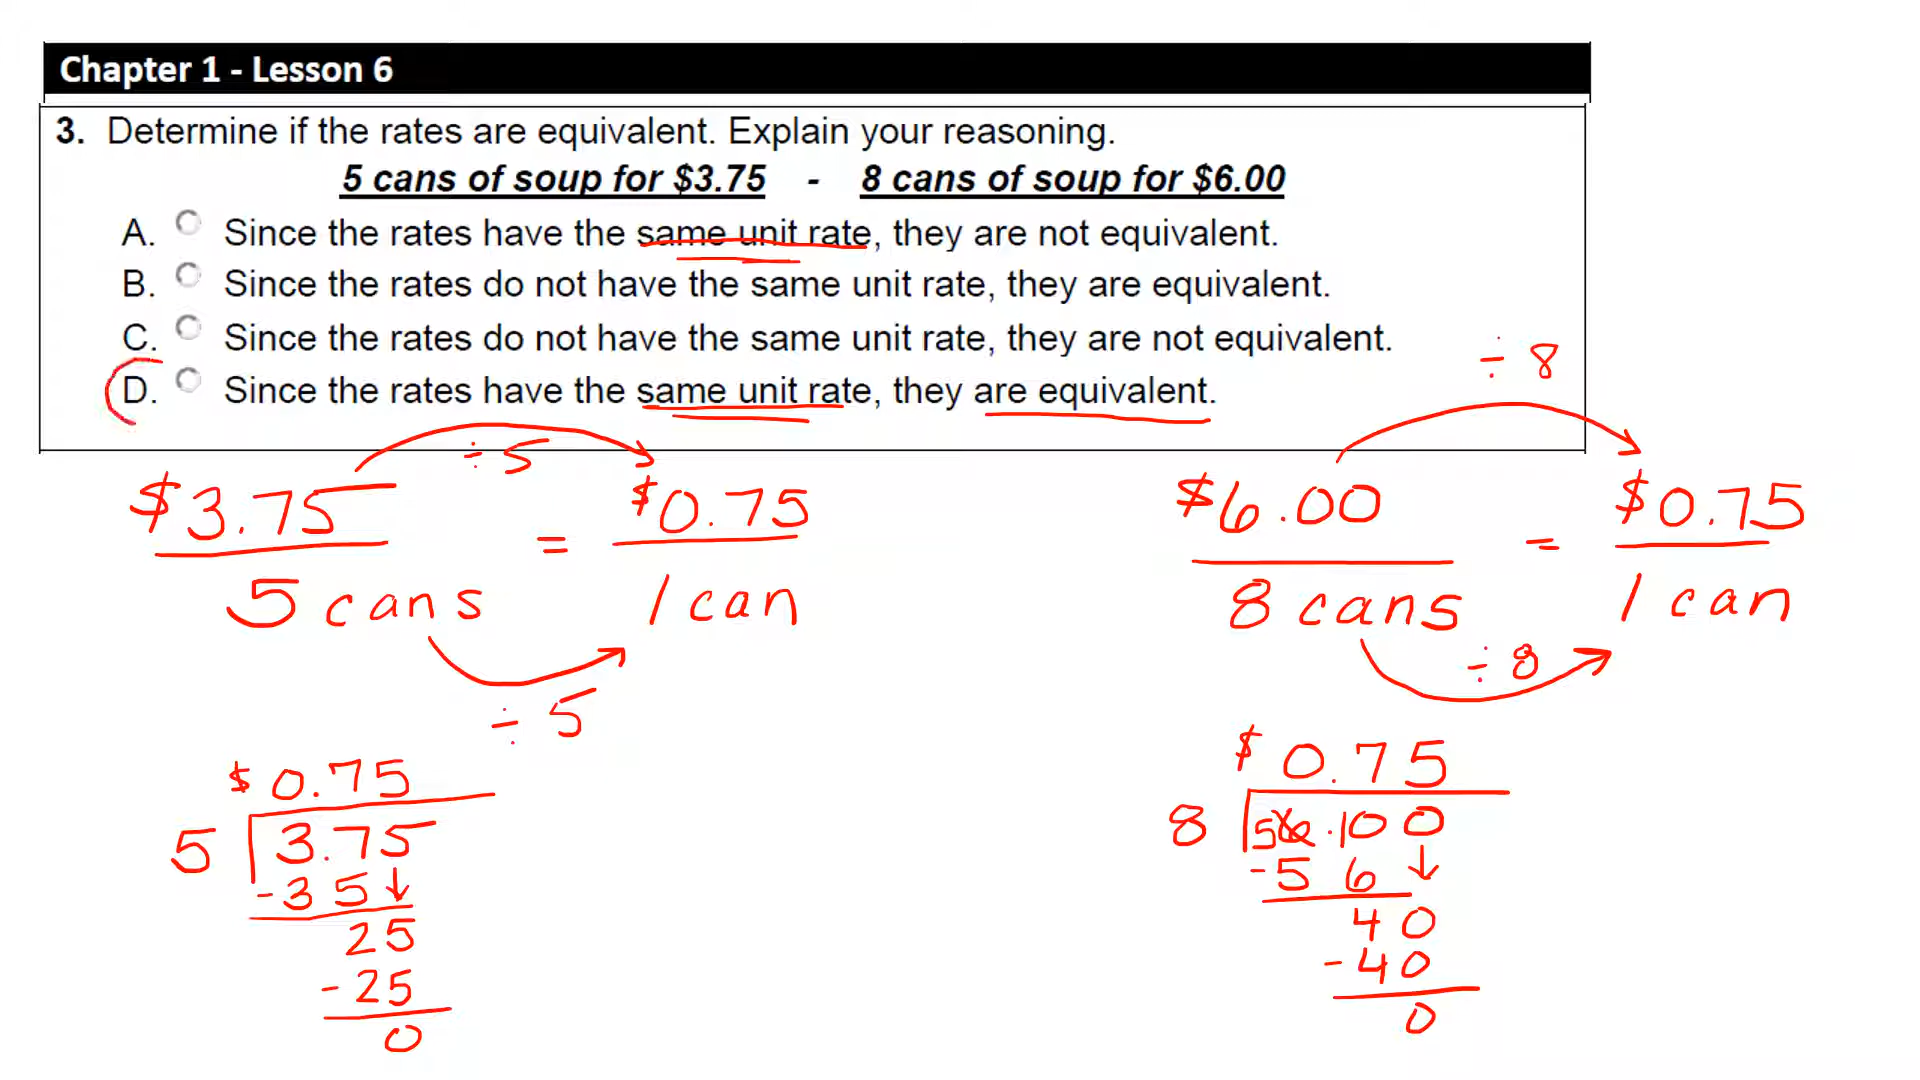 Chapter 1 - Lesson 6
3. Determine if the rates are equivalent. Explain your reasoning.
5 cans of soup for $3.75 - 8 cans of soup for $6.00
A. Since the rates have the same unit rate, they are not equivalent.
B. Since the rates do not have the same unit rate, they are equivalent.
C. Since the rates do not have the same unit rate, they are not equivalent.
D. Since the rates have the same unit rate, they are equivalent.
÷ 5
$3.75 = $0.75
5 cans 1 can
÷ 5
$0.75
5 3.75
-35
25
-25
0
÷ 8
$6.00 = $0.75
8 cans 1 can
÷ 8
$0.75
8 56.100
-56
40
-40
0